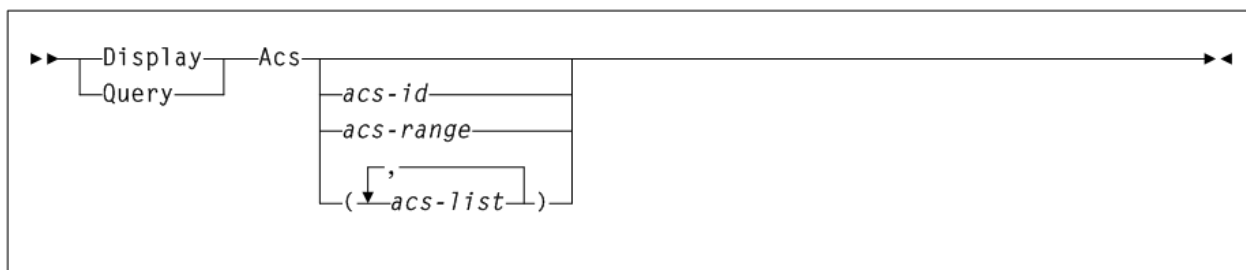 Display Acs
Query
acs-id
acs-range
,
( acs-list )